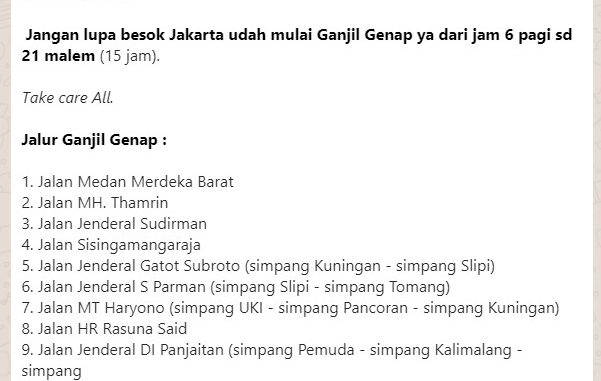 Jangan lupa besok Jakarta udah mulai Ganjil Genap ya dari jam 6 pagi sd
21 malem (15 jam).
Take care All.
Jalur Ganjil Genap :
1. Jalan Medan Merdeka Barat
2. Jalan MH. Thamrin
3. Jalan Jenderal Sudirman
4. Jalan Sisingamangaraja
5. Jalan Jenderal Gatot Subroto (simpang Kuningan - simpang Slipi)
6. Jalan Jenderal S Parman (simpang Slipi - simpang Tomang)
7. Jalan MT Haryono (simpang UKI - simpang Pancoran - simpang Kuningan)
8. Jalan HR Rasuna Said
9. Jalan Jenderal DI Panjaitan (simpang Pemuda - simpang Kalimalang -
simpang